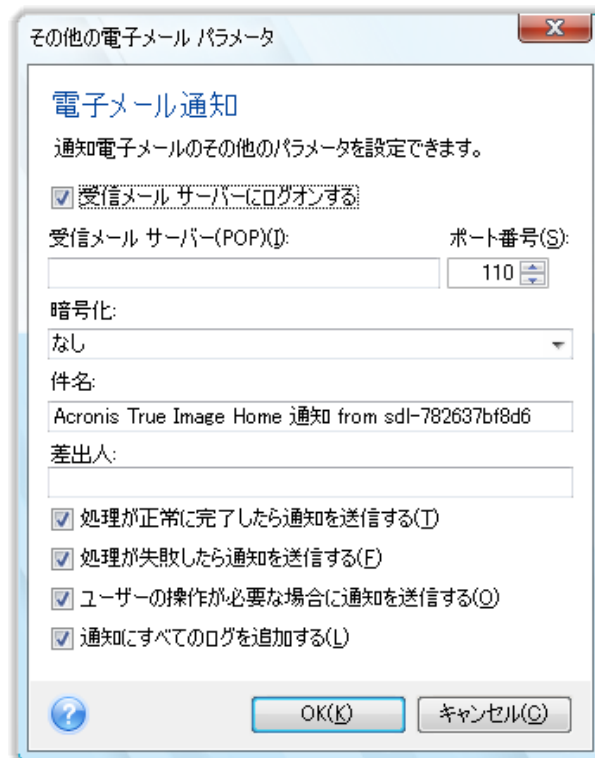 その他の電子メール パラメータ
電子メール通知
通知電子メールのその他のパラメータを設定できます。
受信メール サーバーにログオンする
受信メール サーバー(POP)(I): ポート番号(S):
110
暗号化:
なし
件名:
Acronis True Image Home 通知 from sdl-782637bf8d6
差出人:
処理が正常に完了したら通知を送信する(T)
処理が失敗したら通知を送信する(F)
ユーザーの操作が必要な場合に通知を送信する(O)
通知にすべてのログを追加する(L)
OK(K) キャンセル(C)